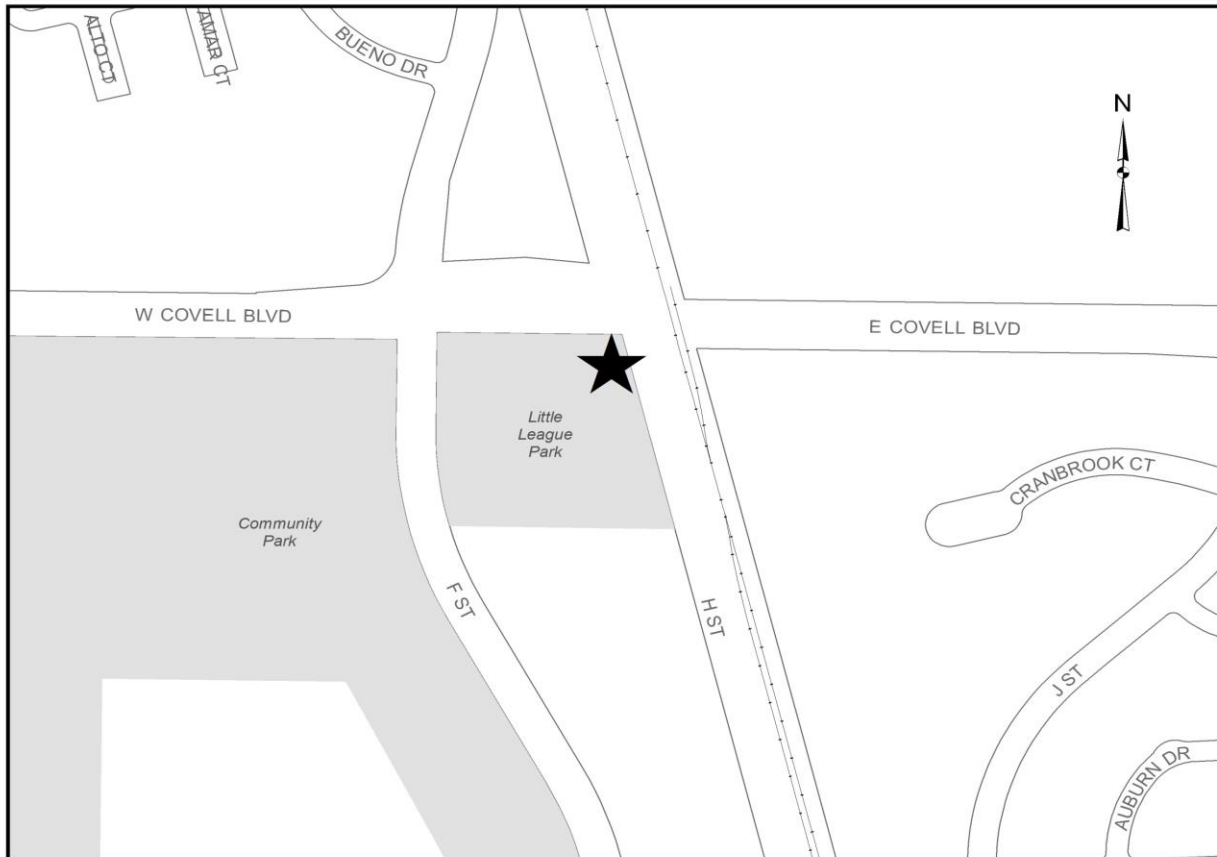 ALTO CT
AMAR CT
BUENO DR
N
W COVELL BLVD
E COVELL BLVD
Little
League
Park
Community
Park
CRANBROOK CT
F ST
H ST
J ST
AUBURN DR